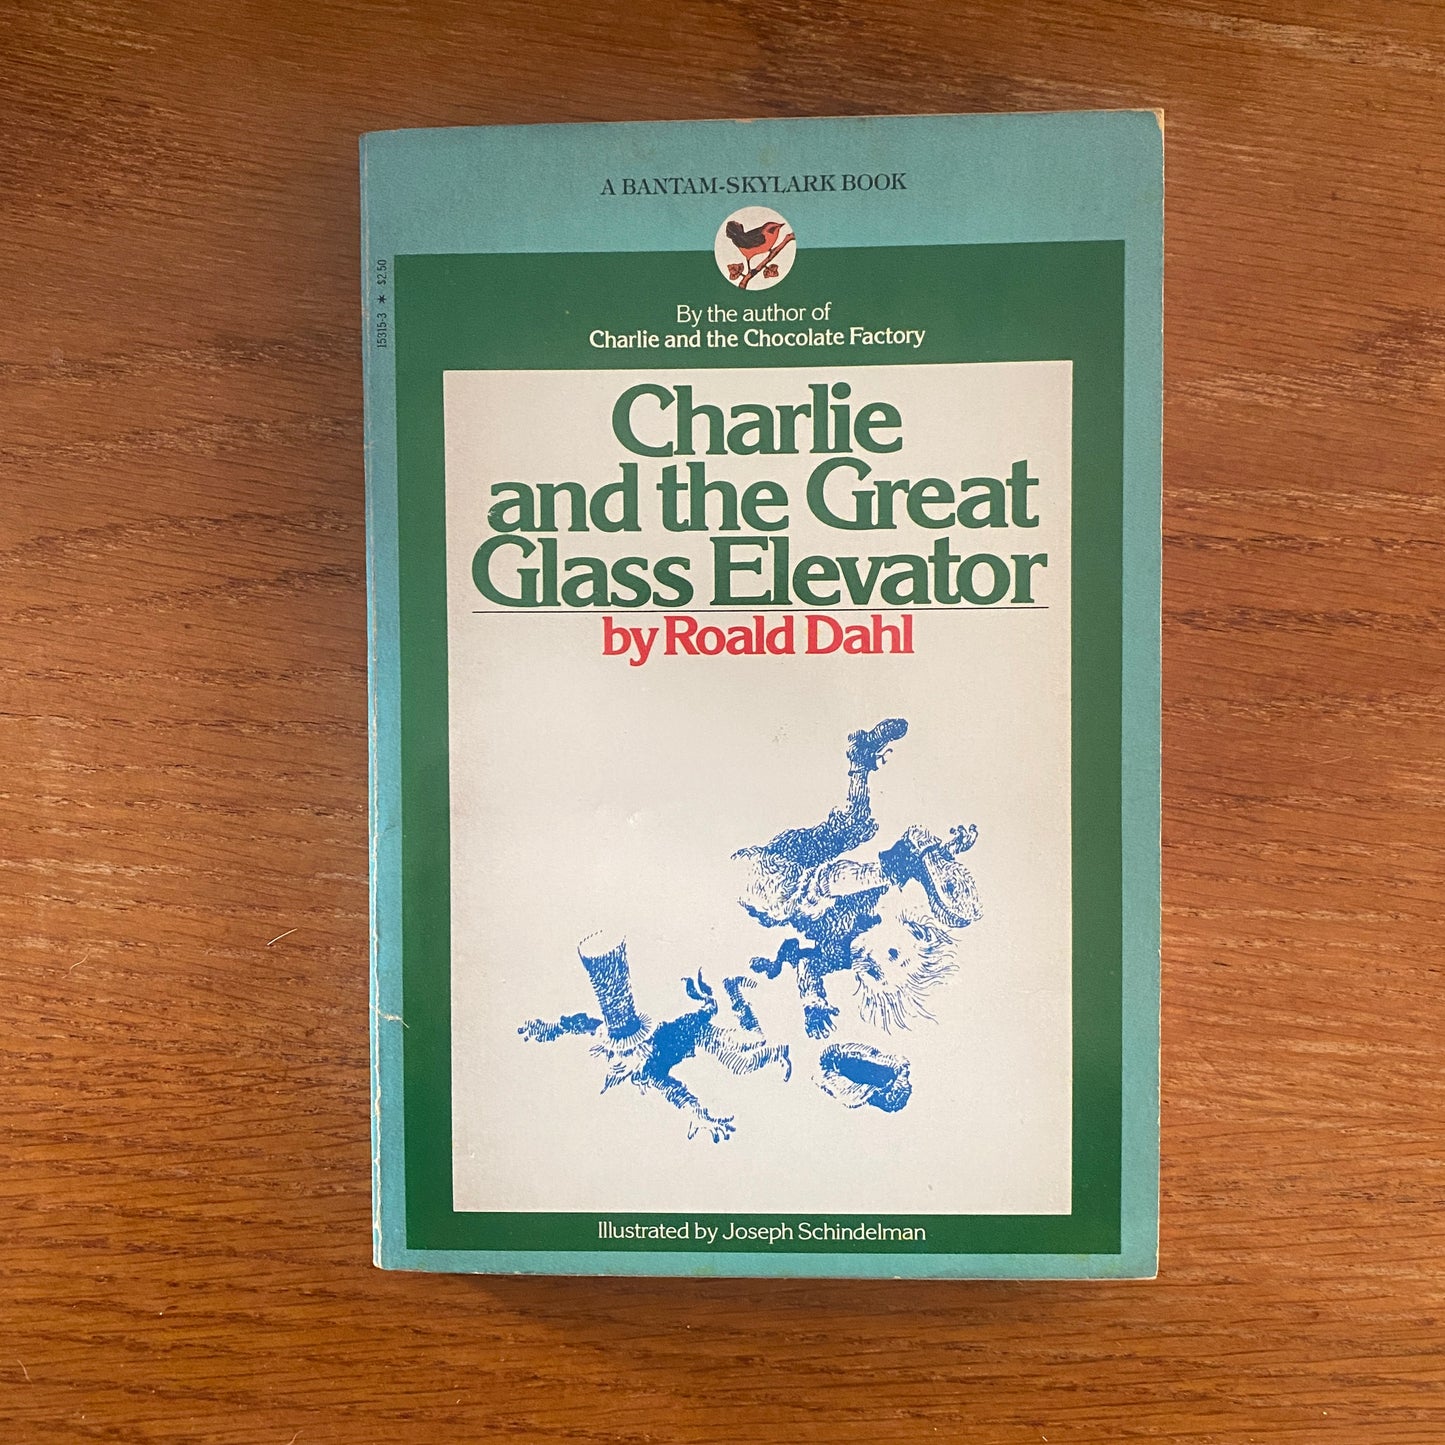 A BANTAM-SKYLARK BOOK
15315-3 * $2.50
By the author of
Charlie and the Chocolate Factory
Charlie
and the Great
Glass Elevator
by Roald Dahl
Illustrated by Joseph Schindelman